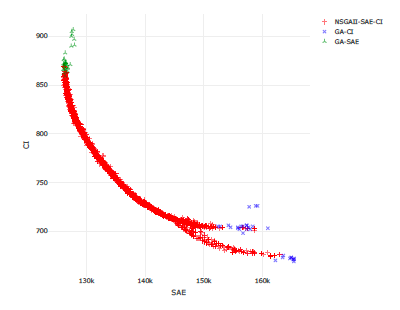 NSGAII-SAE-CI
GA-CI
GA-SAE
900
850
800
750
700
CI
130k
140k
150k
160k
SAE